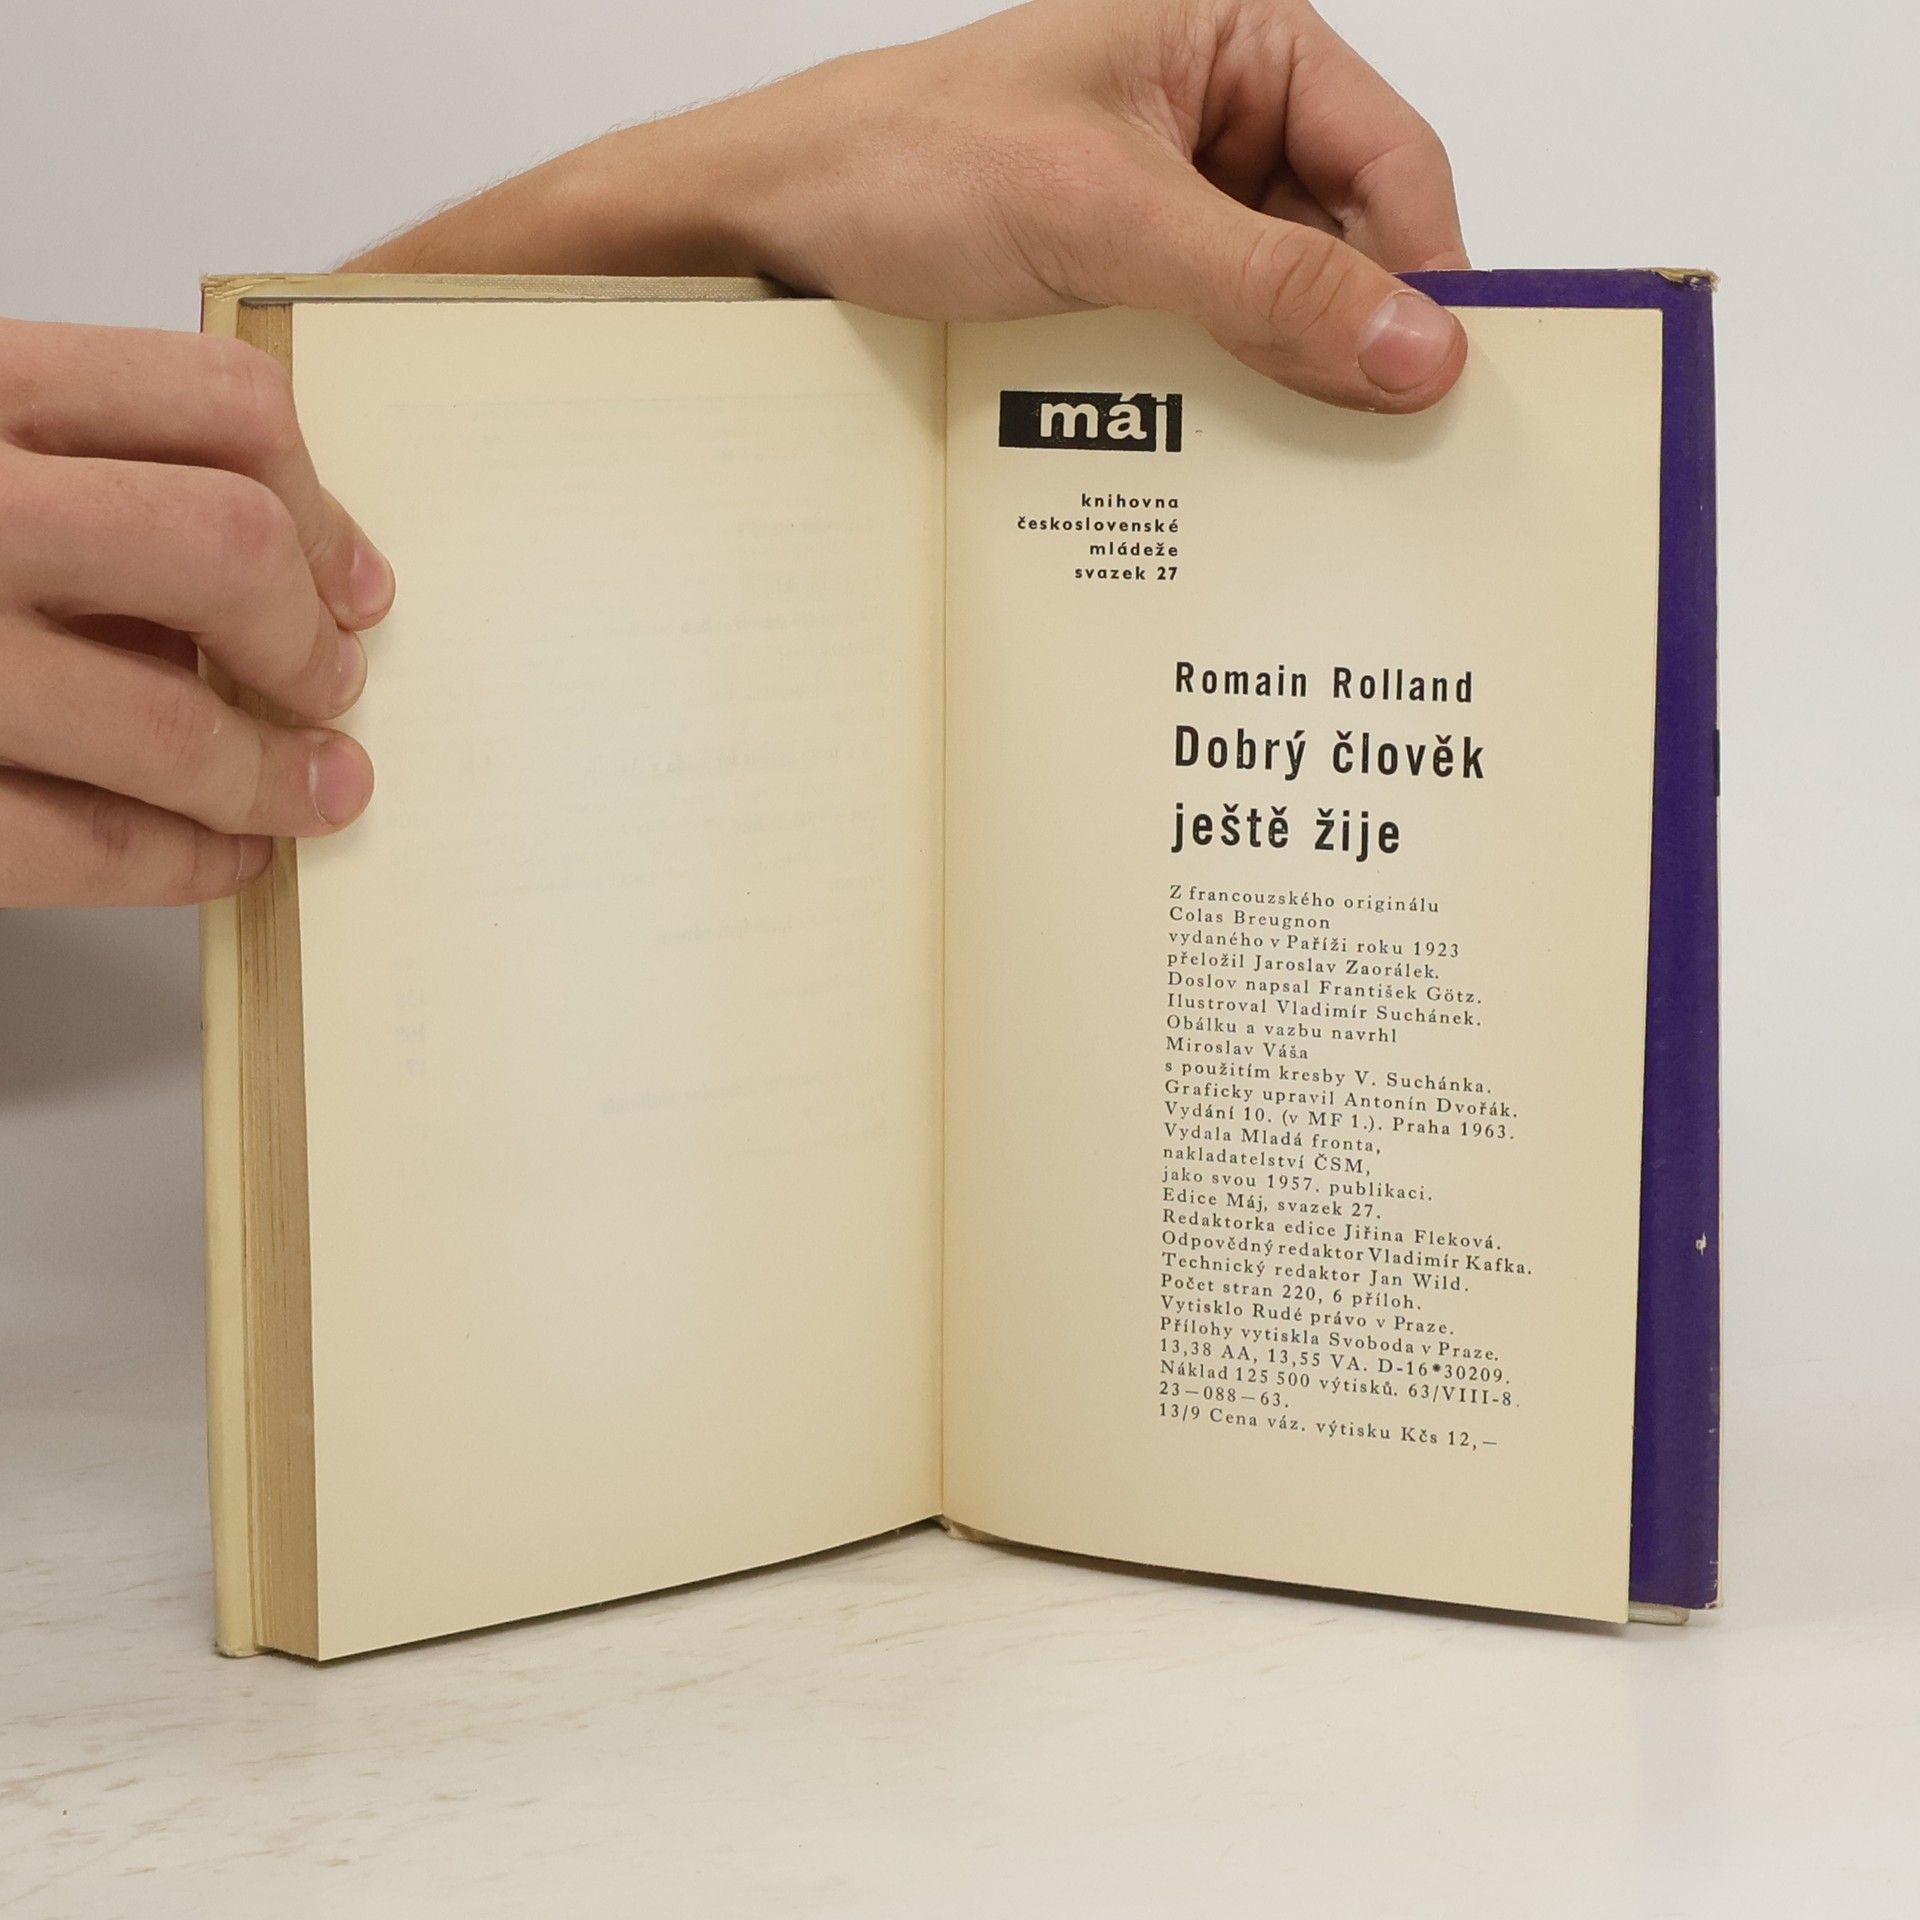 máj
knihovna
československé
mládeže
svazek 27
Romain Rolland
Dobrý člověk
ještě žije
Z francouzského originálu
Colas Breugnon
vydaného v Paříži roku 1923
přeložil Jaroslav Zaorálek.
Doslov napsal František Götz.
Ilustroval Vladimír Suchánek.
Obálku a vazbu navrhl
Miroslav Váša
s použitím kresby V. Suchánka.
Graficky upravil Antonín Dvořák.
Vydání 10. (v MF 1.). Praha 1963.
Vydala Mladá fronta,
nakladatelství ČSM,
jako svou 1957. publikaci.
Edice Máj, svazek 27.
Redaktorka edice Jiřina Fleková.
Odpovědný redaktor Vladimír Kafka.
Technický redaktor Jan Wild.
Počet stran 220, 6 příloh.
Vytisklo Rudé právo v Praze.
Přílohy vytiskla Svoboda v Praze.
13,38 AA, 13,55 VA. D-16*30209.
Náklad 125 500 výtisků. 63/VIII-8.
23—088—63.
13/9 Cena váz. výtisku Kčs 12,—